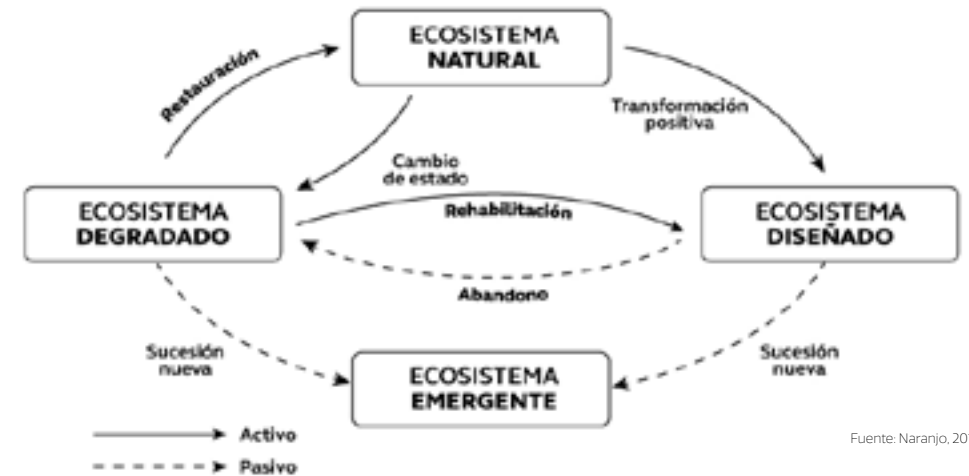 ECOSISTEMA
NATURAL
Restauración
Transformación
positiva
Cambio
de estado
ECOSISTEMA
DEGRADADO
Rehabilitación
ECOSISTEMA
DISEÑADO
Abandono
Sucesión
nueva
ECOSISTEMA
EMERGENTE
Sucesión
nueva
Activo
Pasivo
Fuente: Naranjo,